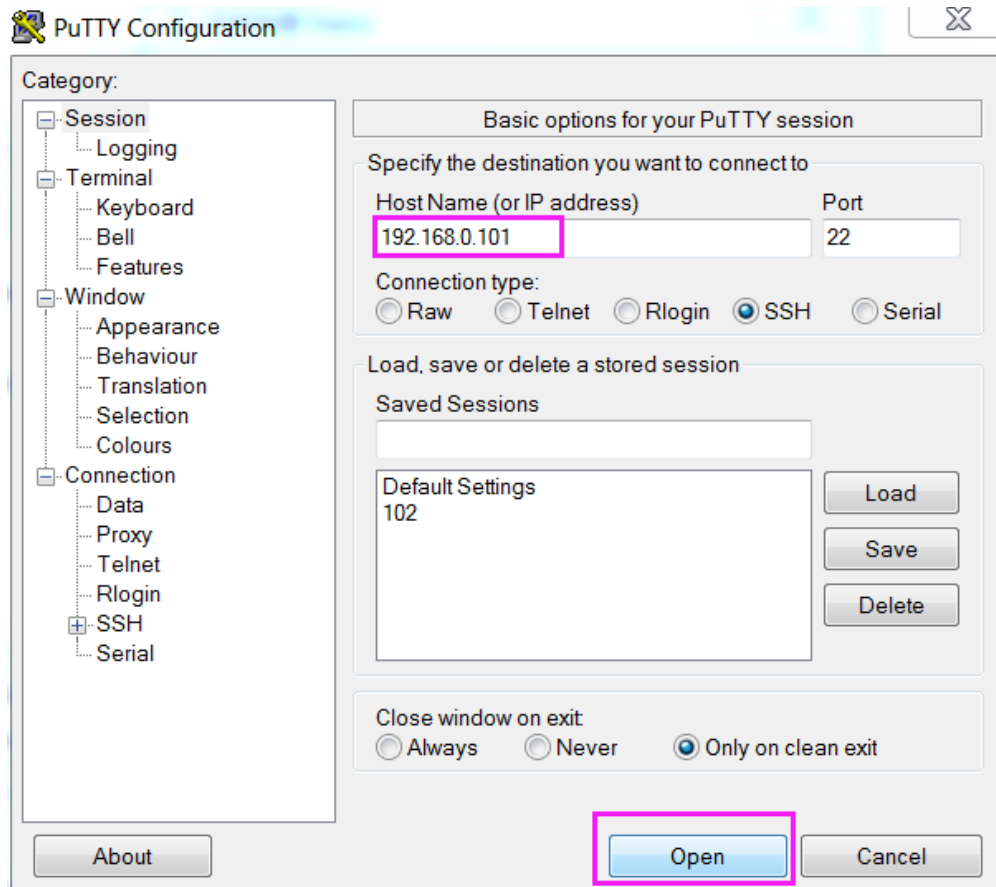 PuTTY Configuration
Category:
Session
Logging
Terminal
Keyboard
Bell
Features
Window
Appearance
Behaviour
Translation
Selection
Colours
Connection
Data
Proxy
Telnet
Rlogin
SSH
Serial
Basic options for your PuTTY session
Specify the destination you want to connect to
Host Name (or IP address) Port
192.168.0.101 22
Connection type:
Raw Telnet Rlogin SSH Serial
Load, save or delete a stored session
Saved Sessions
Default Settings
102
Load
Save
Delete
Close window on exit:
Always Never Only on clean exit
About Open Cancel